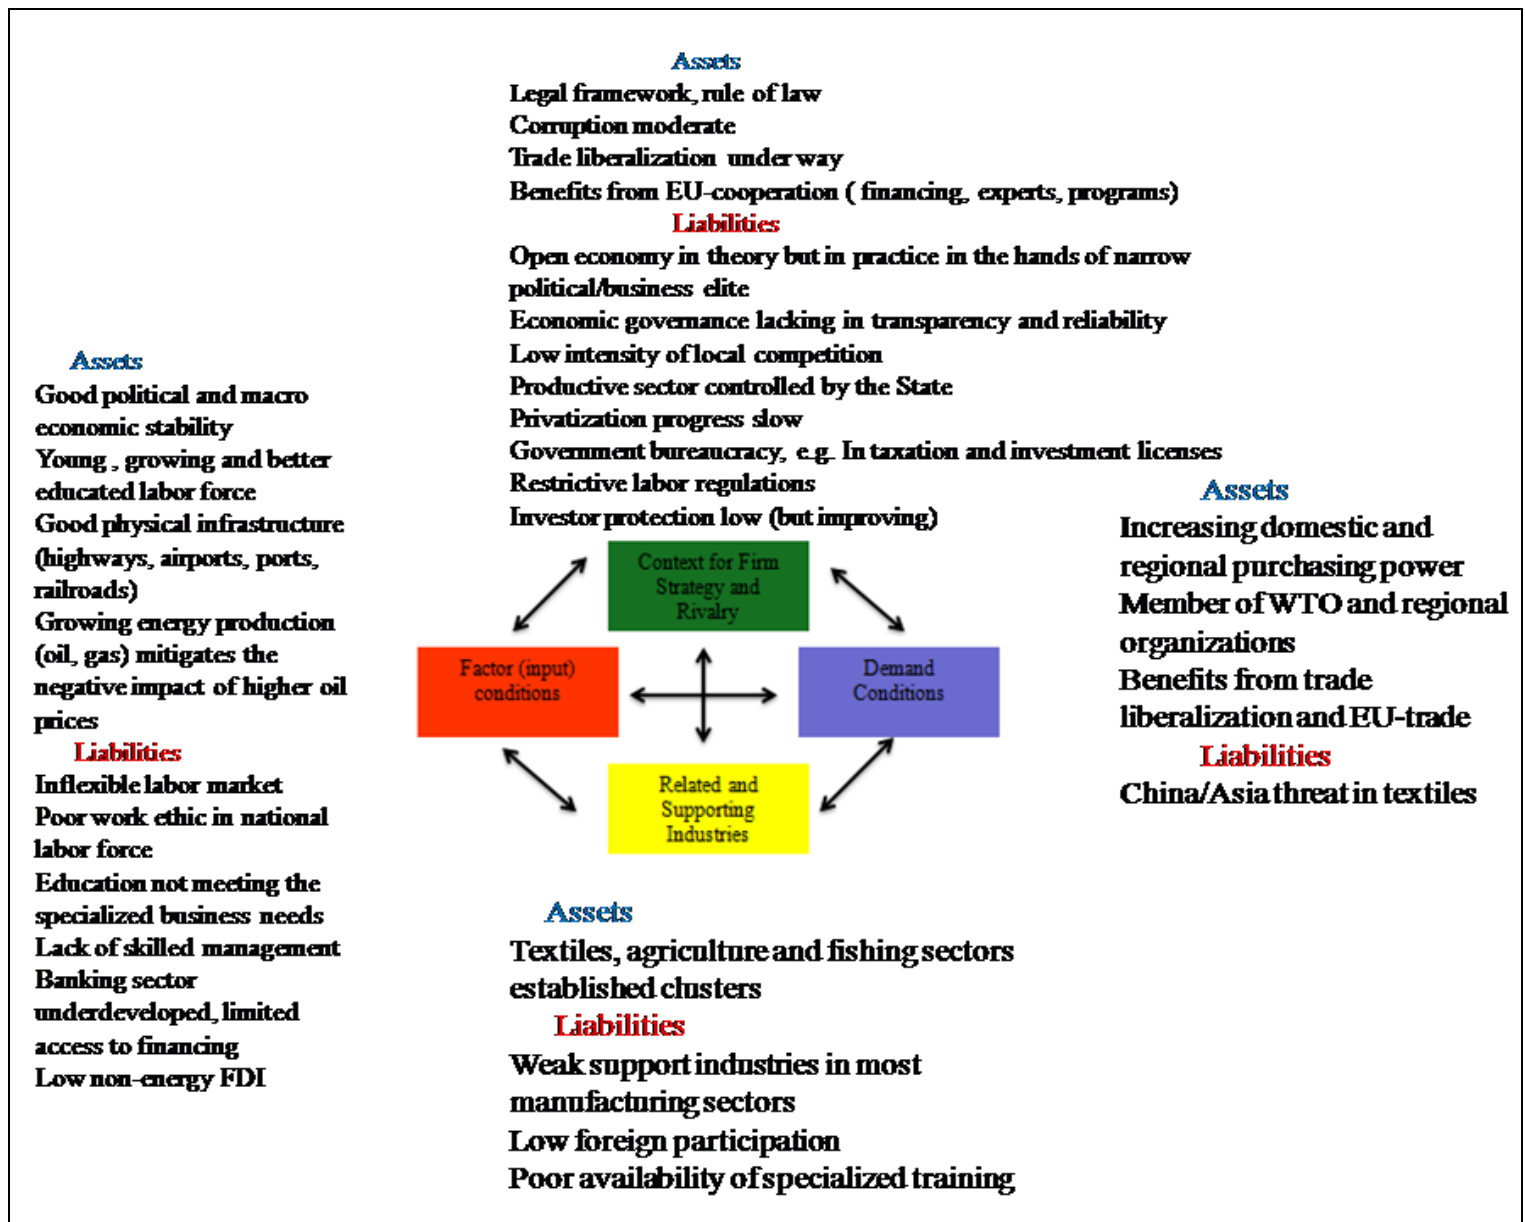 Assets
Legal framework, rule of law
Corruption moderate
Trade liberalization under way
Benefits from EU-cooperation ( financing, experts, programs)
Liabilities
Open economy in theory but in practice in the hands of narrow
political/business elite
Economic governance lacking in transparency and reliability
Low intensity of local competition
Productive sector controlled by the State
Privatization progress slow
Government bureaucracy, e.g. In taxation and investment licenses
Restrictive labor regulations
Investor protection low (but improving)
Assets
Good political and macro
economic stability
Young , growing and better
educated labor force
Good physical infrastructure
(highways, airports, ports,
railroads)
Growing energy production
(oil, gas) mitigates the
negative impact of higher oil
prices
Liabilities
Inflexible labor market
Poor work ethic in national
labor force
Education not meeting the
specialized business needs
Lack of skilled management
Banking sector
underdeveloped, limited
access to financing
Low non-energy FDI
Context for Firm
Strategy and
Rivalry
Factor (input)
conditions
Demand
Conditions
Related and
Supporting
Industries
Assets
Increasing domestic and
regional purchasing power
Member of WTO and regional
organizations
Benefits from trade
liberalization and EU-trade
Liabilities
China/Asia threat in textiles
Assets
Textiles, agriculture and fishing sectors
established clusters
Liabilities
Weak support industries in most
manufacturing sectors
Low foreign participation
Poor availability of specialized training